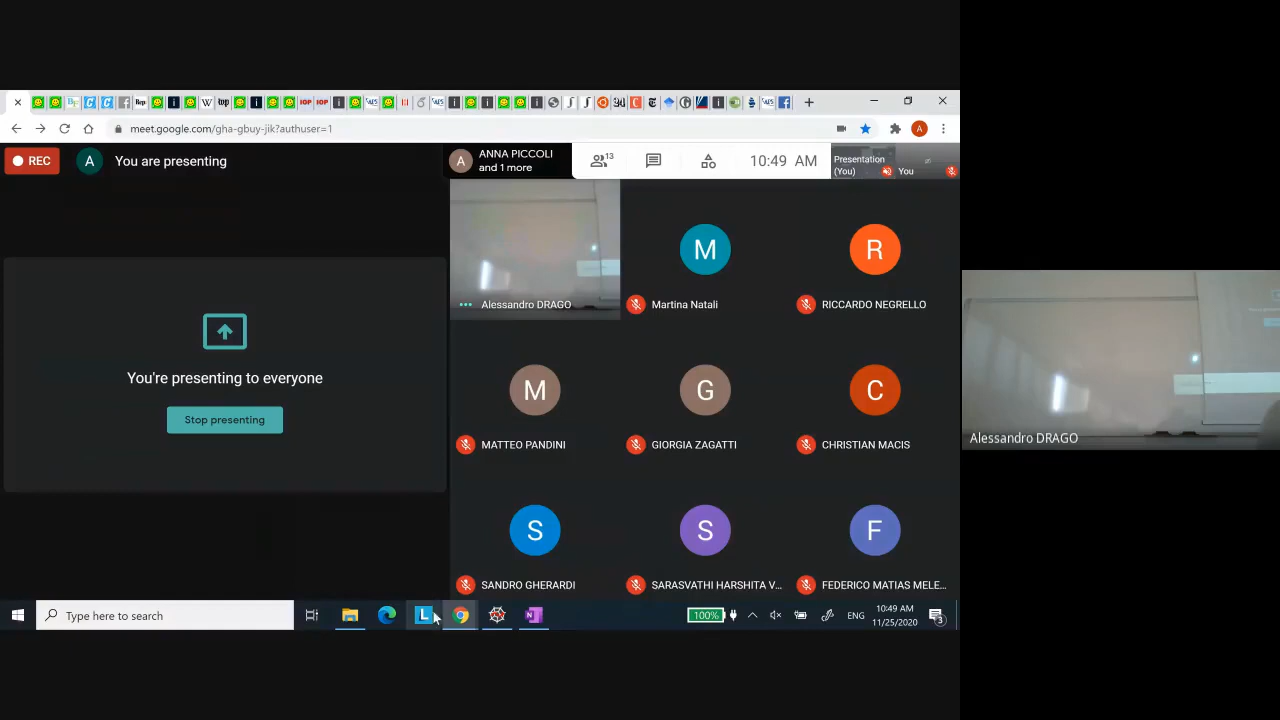 meet.google.com/gha-gbuy-jik?authuser=1
REC
A
You are presenting
A
ANNA PICCOLI
and 1 more
13
10:49 AM
Presentation
(You)
You
Alessandro DRAGO
M
Martina Natali
R
RICCARDO NEGRELLO
You're presenting to everyone
Stop presenting
M
MATTEO PANDINI
G
GIORGIA ZAGATTI
C
CHRISTIAN MACIS
Alessandro DRAGO
S
SANDRO GHERARDI
S
SARASVATHI HARSHITA V...
F
FEDERICO MATIAS MELE...
Type here to search
L
N
100%
ENG
10:49 AM
11/25/2020
3